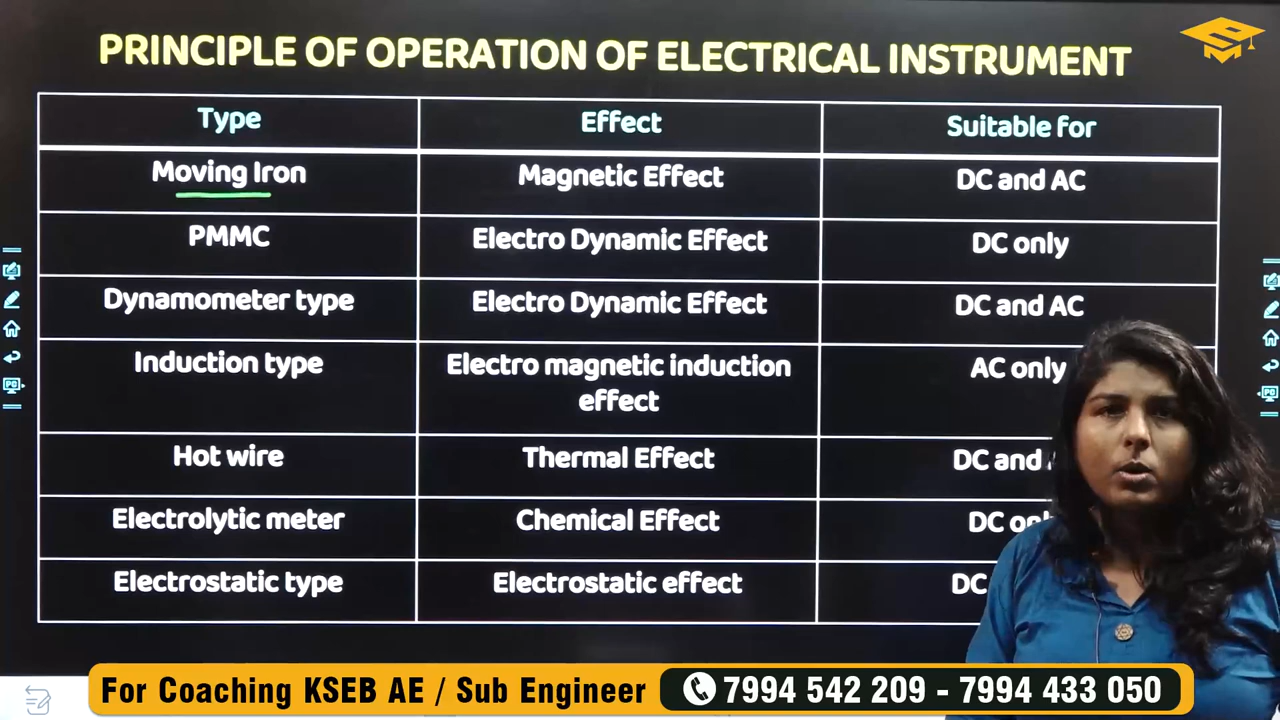 PRINCIPLE OF OPERATION OF ELECTRICAL INSTRUMENT
Type Effect Suitable for
Moving Iron Magnetic Effect DC and AC
PMMC Electro Dynamic Effect DC only
Dynamometer type Electro Dynamic Effect DC and AC
Induction type Electro magnetic induction AC only
effect
Hot wire Thermal Effect DC and
Electrolytic meter Chemical Effect DC
Electrostatic type Electrostatic effect DC
For Coaching KSEB AE / Sub Engineer 7994 542 209 - 7994 433 050